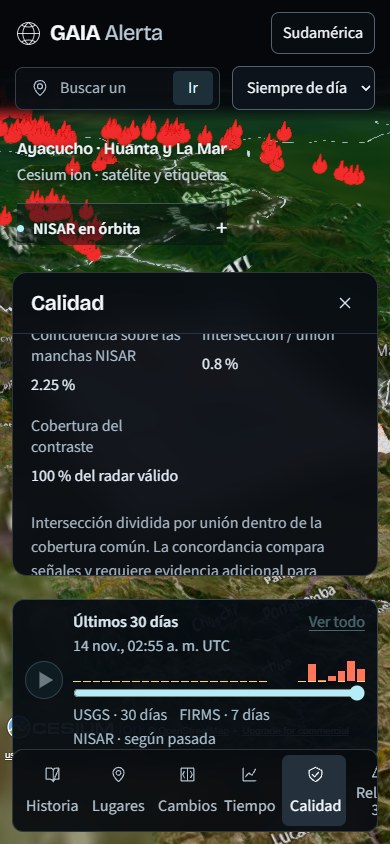 GAIA Alerta
Sudamérica
Buscar un
Ir
Siempre de día
Ayacucho · Huanta y La Mar
Cesium ion · satélite y etiquetas
NISAR en órbita
+
Calidad
Coincidencia sobre las
manchas NISAR
2.25 %
Intersección / unión
0.8 %
Cobertura del
contraste
100 % del radar válido
Intersección dividida por unión dentro de la
cobertura común. La concordancia compara
señales y requiere evidencia adicional para
Últimos 30 días
Ver todo
14 nov., 02:55 a. m. UTC
USGS · 30 días
FIRMS · 7 días
NISAR · según pasada
CESIUM
Historia
Lugares
Cambios
Tiempo
Calidad
Rel
3